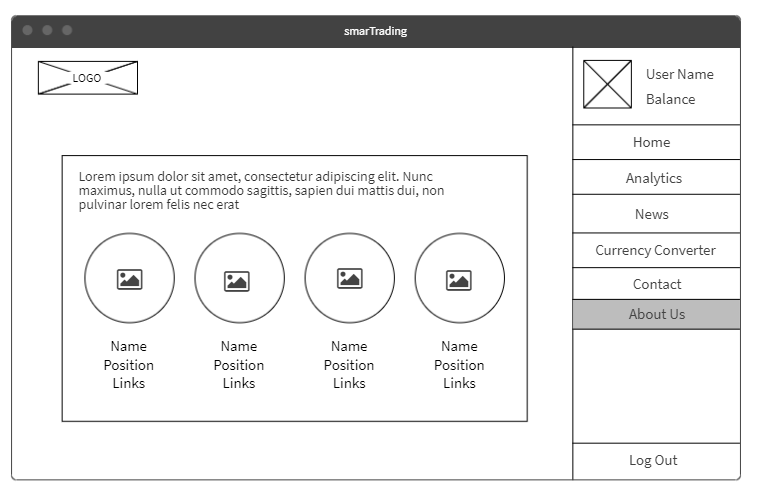 smarTrading
LOGO
User Name
Balance
Home
Analytics
News
Currency Converter
Contact
About Us
Log Out
Lorem ipsum dolor sit amet, consectetur adipiscing elit. Nunc
maximus, nulla ut commodo sagittis, sapien dui mattis dui, non
pulvinar lorem felis nec erat
Name
Position
Links
Name
Position
Links
Name
Position
Links
Name
Position
Links